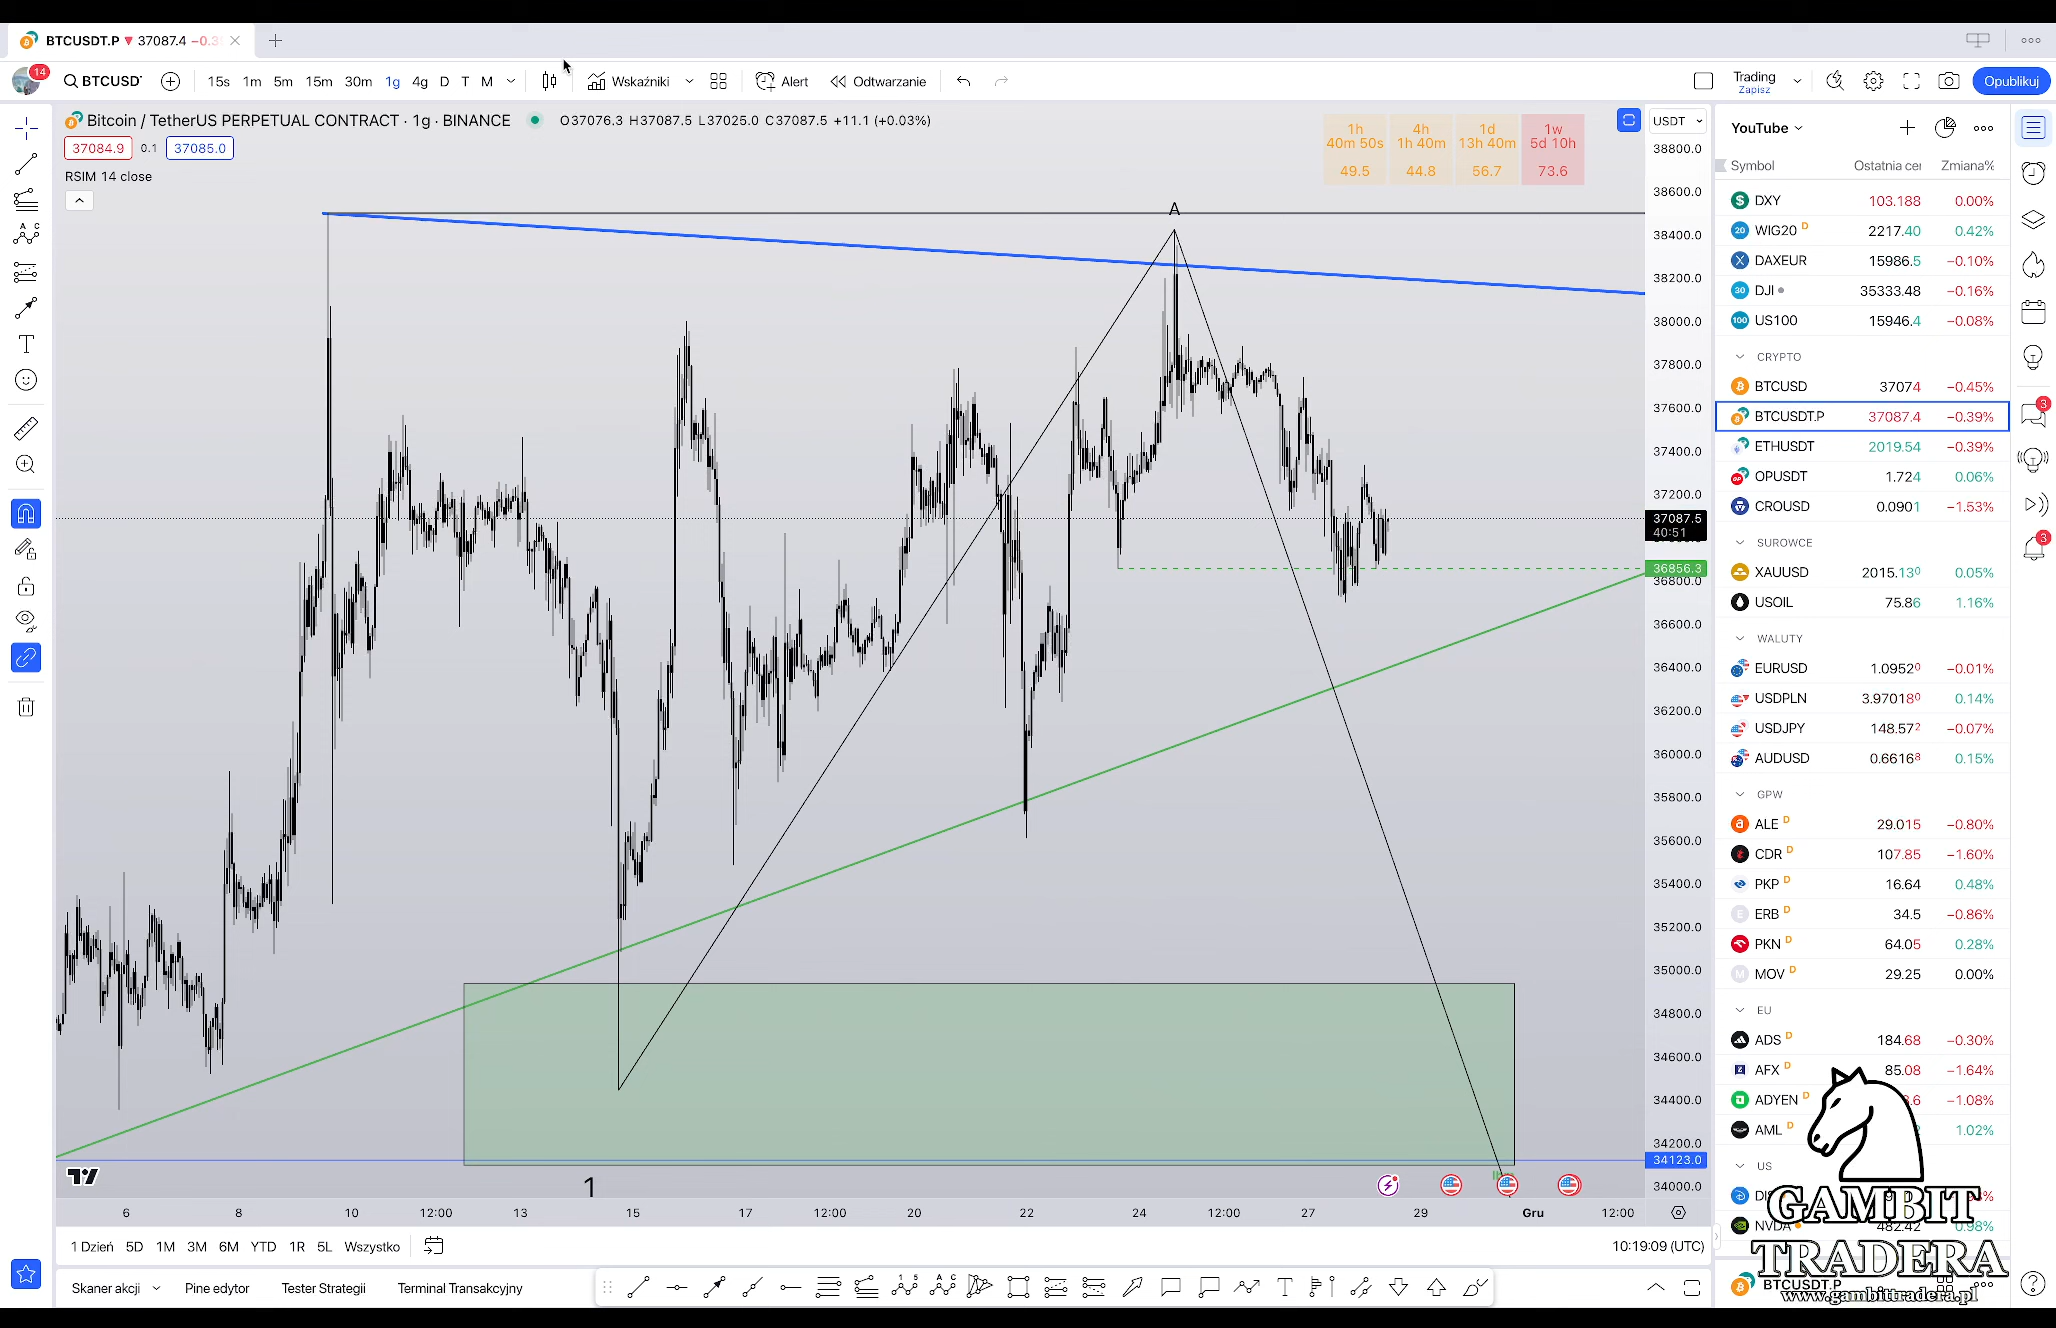 BTCUSDT.P ▼ 37087.4 −0.3
14 BTCUSD 15s 1m 5m 15m 30m 1g 4g D T M Wskaźniki Alert Odtwarzanie Trading Zapisz Opublikuj
Bitcoin / TetherUS PERPETUAL CONTRACT · 1g · BINANCE O37076.3 H37087.5 L37025.0 C37087.5 +11.1 (+0.03%)
37084.9 0.1 37085.0
RSIM 14 close
1h 4h 1d 1w
40m 50s 1h 40m 13h 40m 5d 10h
49.5 44.8 56.7 73.6
A
1
USDT
38800.0
38600.0
38400.0
38200.0
38000.0
37800.0
37600.0
37400.0
37200.0
37087.5
40:51
36856.3
36800.0
36600.0
36400.0
36200.0
36000.0
35800.0
35600.0
35400.0
35200.0
35000.0
34800.0
34600.0
34400.0
34200.0
34123.0
34000.0
6 8 10 12:00 13 15 17 12:00 20 22 24 12:00 27 29 Gru 12:00
1 Dzień 5D 1M 3M 6M YTD 1R 5L Wszystko 10:19:09 (UTC)
Skaner akcji Pine edytor Tester Strategii Terminal Transakcyjny
YouTube
Symbol Ostatnia cer Zmiana%
DXY 103.188 0.00%
WIG20 D 2217.40 0.42%
DAXEUR 15986.5 −0.10%
DJI 35333.48 −0.16%
US100 15946.4 −0.08%
CRYPTO
BTCUSD 37074 −0.45%
BTCUSDT.P 37087.4 −0.39%
ETHUSDT 2019.54 −0.39%
OPUSDT 1.724 0.06%
CROUSD 0.0901 −1.53%
SUROWCE
XAUUSD 2015.130 0.05%
USOIL 75.86 1.16%
WALUTY
EURUSD 1.09520 −0.01%
USDPLN 3.970180 0.14%
USDJPY 148.572 −0.07%
AUDUSD 0.66168 0.15%
GPW
ALE D 29.015 −0.80%
CDR D 107.85 −1.60%
PKP D 16.64 0.48%
ERB D 34.5 −0.86%
PKN D 64.05 0.28%
MOV D 29.25 0.00%
EU
ADS D 184.68 −0.30%
AFX D 85.08 −1.64%
ADYEN D −1.08%
AML D 1.02%
US
NVDA 482.42 0.98%
GAMBIT
TRADERA
BTCUSDT.P
www.gambittradera.pl
3
3